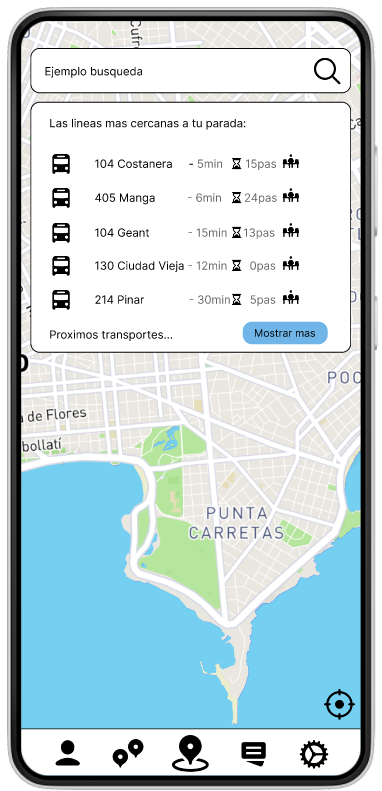 Cufr
Ejemplo busqueda
Las lineas mas cercanas a tu parada:
104 Costanera - 5min 15pas
405 Manga - 6min 24pas
104 Geant - 15min 13pas
130 Ciudad Vieja - 12min 0pas
214 Pinar - 30min 5pas
Proximos transportes... Mostrar mas
POC
a de Flores
bollatí
PUNTA
CARRETAS